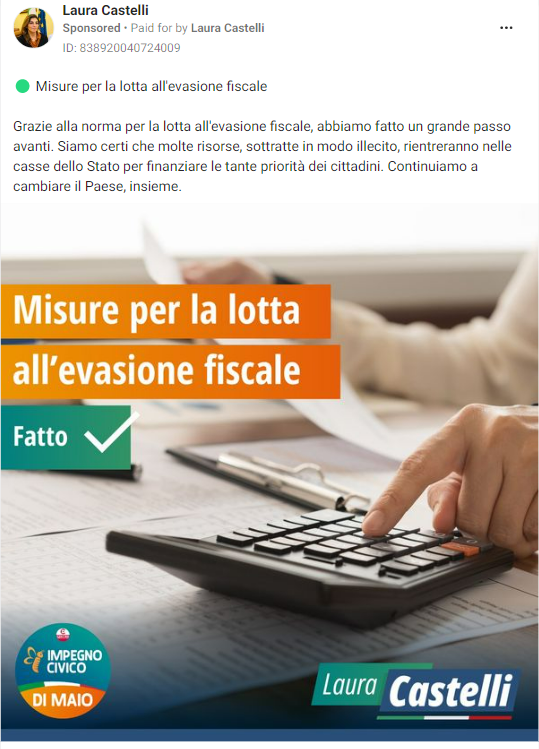 Laura Castelli
Sponsored • Paid for by Laura Castelli
ID: 838920040724009
Misure per la lotta all'evasione fiscale
Grazie alla norma per la lotta all'evasione fiscale, abbiamo fatto un grande passo
avanti. Siamo certi che molte risorse, sottratte in modo illecito, rientreranno nelle
casse dello Stato per finanziare le tante priorità dei cittadini. Continuiamo a
cambiare il Paese, insieme.
Misure per la lotta
all'evasione fiscale
Fatto
IMPEGNO
CIVICO
DI MAIO
Laura Castelli